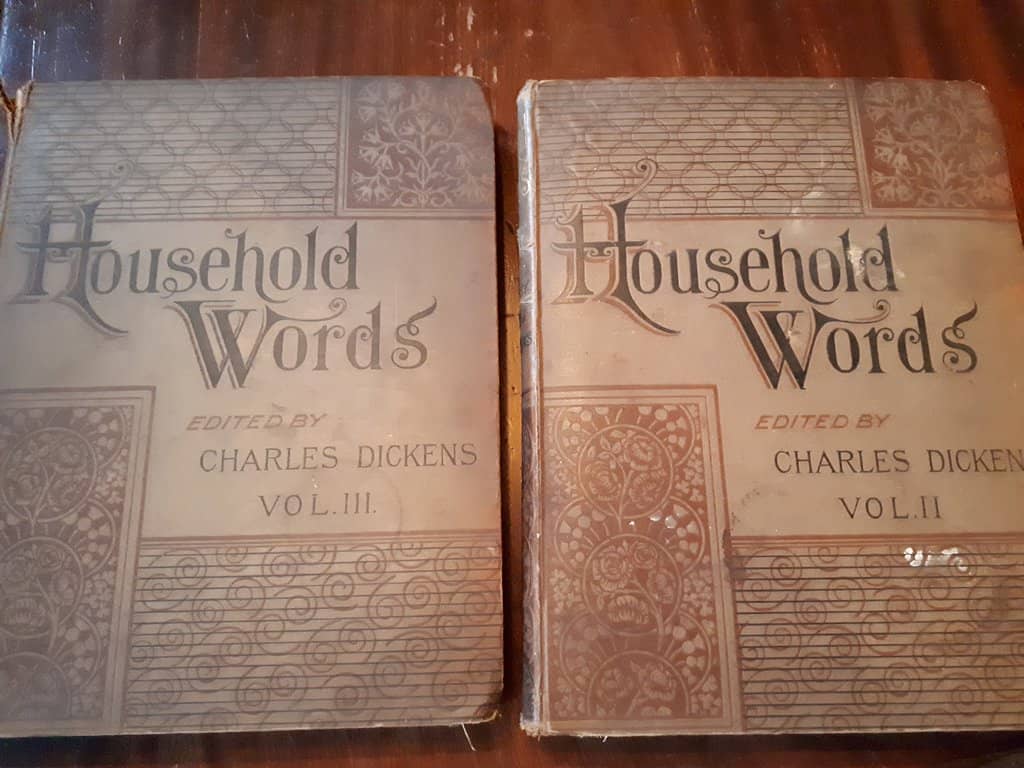 Household
Words
EDITED BY
CHARLES DICKENS
VOL.III.
Household
Words
EDITED BY
CHARLES DICKEN
VOL.II